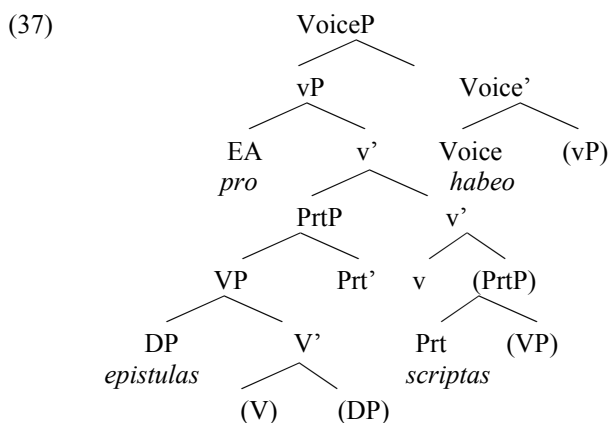 (37) VoiceP
vP Voice’
EA v’ Voice (vP)
pro habeo
PrtP v’
VP Prt’ v (PrtP)
DP V’ Prt (VP)
epistulas scriptas
(V) (DP)